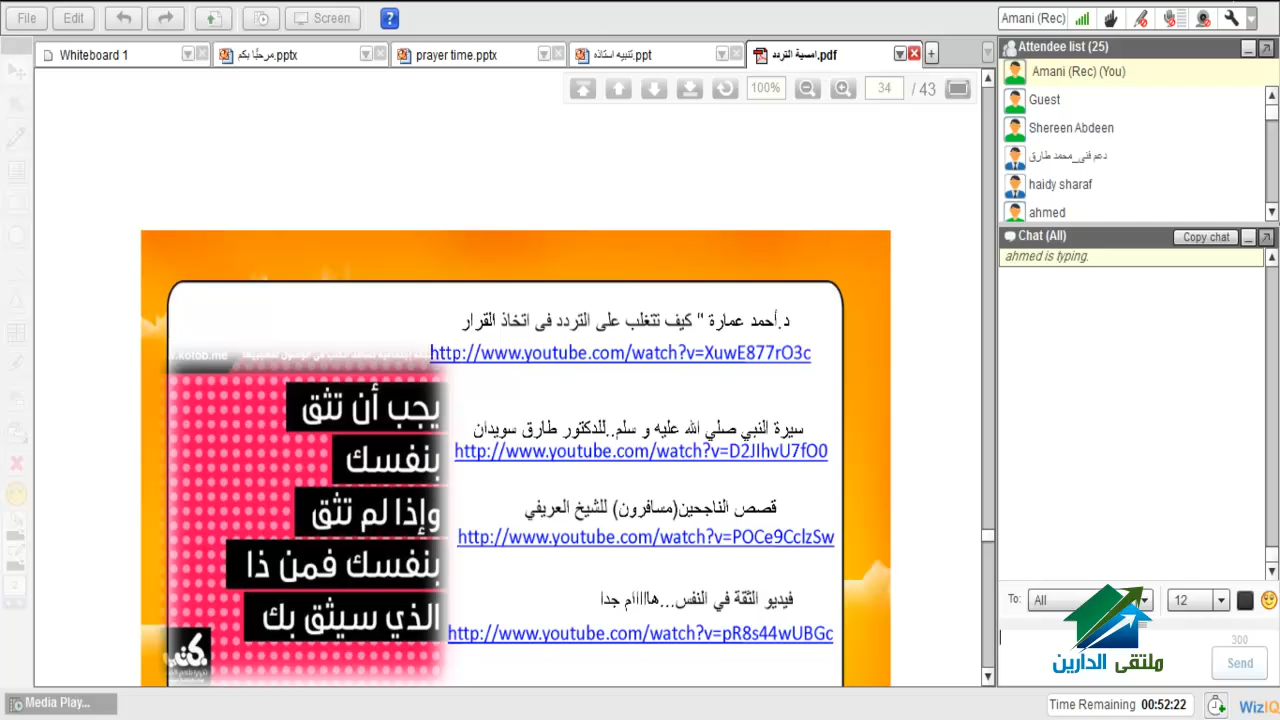 File
Edit
Screen
?
Amani (Rec)
Whiteboard 1
مرحبًا بكم.pptx
prayer time.pptx
تنبيه استاذه.ppt
امسية التردد.pdf
100%
34 / 43
Attendee list (25)
Amani (Rec) (You)
Guest
Shereen Abdeen
دعم فنى_محمد طارق
haidy sharaf
ahmed
Chat (All)
Copy chat
ahmed is typing.
د.أحمد عمارة " كيف تتغلب على التردد فى اتخاذ القرار
http://www.youtube.com/watch?v=XuwE877rO3c
سيرة النبي صلي الله عليه و سلم..للدكتور طارق سويدان
http://www.youtube.com/watch?v=D2JIhvU7fO0
قصص الناجحين(مسافرون) للشيخ العريفي
http://www.youtube.com/watch?v=POCe9CclzSw
فيديو الثقة في النفس...هااااام جدا
http://www.youtube.com/watch?v=pR8s44wUBGc
يجب أن تثق
بنفسك
وإذا لم تثق
بنفسك فمن ذا
الذي سيثق بك
To:
All
12
300
Send
ملتقى الدارين
Media Play...
Time Remaining 00:52:22
WizIQ